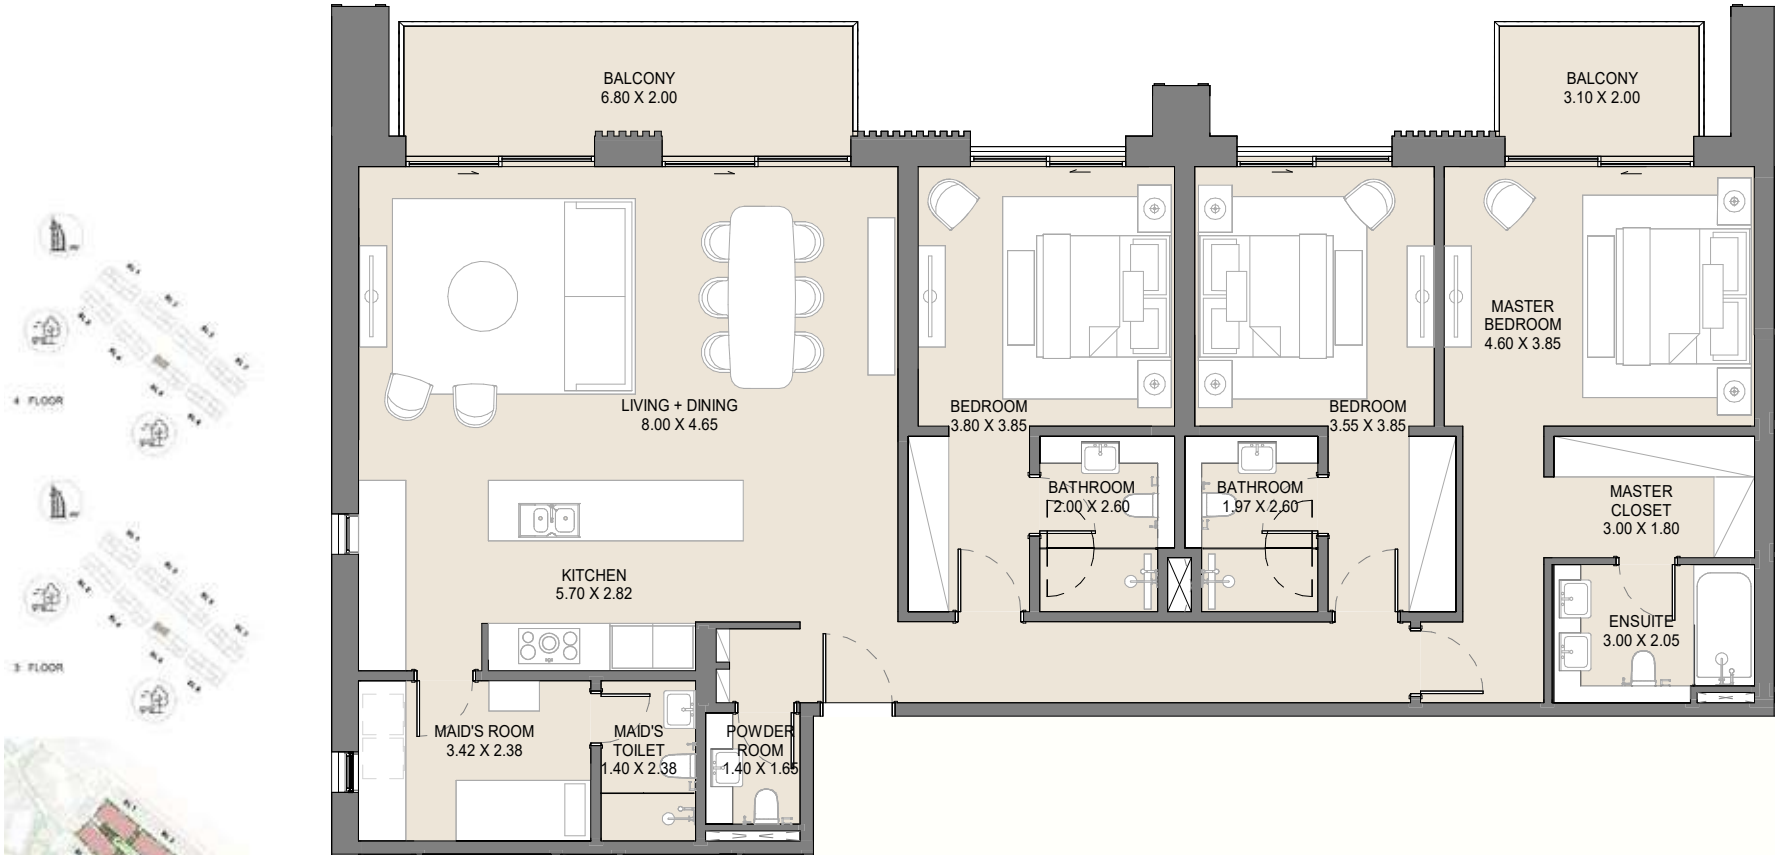 BALCONY
6.80 X 2.00
BALCONY
3.10 X 2.00
MASTER
BEDROOM
4.60 X 3.85
LIVING + DINING
8.00 X 4.65
BEDROOM
3.80 X 3.85
BEDROOM
3.55 X 3.85
BATHROOM
2.00 X 2.60
BATHROOM
1.97 X 2.60
MASTER
CLOSET
3.00 X 1.80
KITCHEN
5.70 X 2.82
ENSUITE
3.00 X 2.05
MAID'S ROOM
3.42 X 2.38
MAID'S
TOILET
1.40 X 2.38
POWDER
ROOM
1.40 X 1.65
4 FLOOR
3 FLOOR